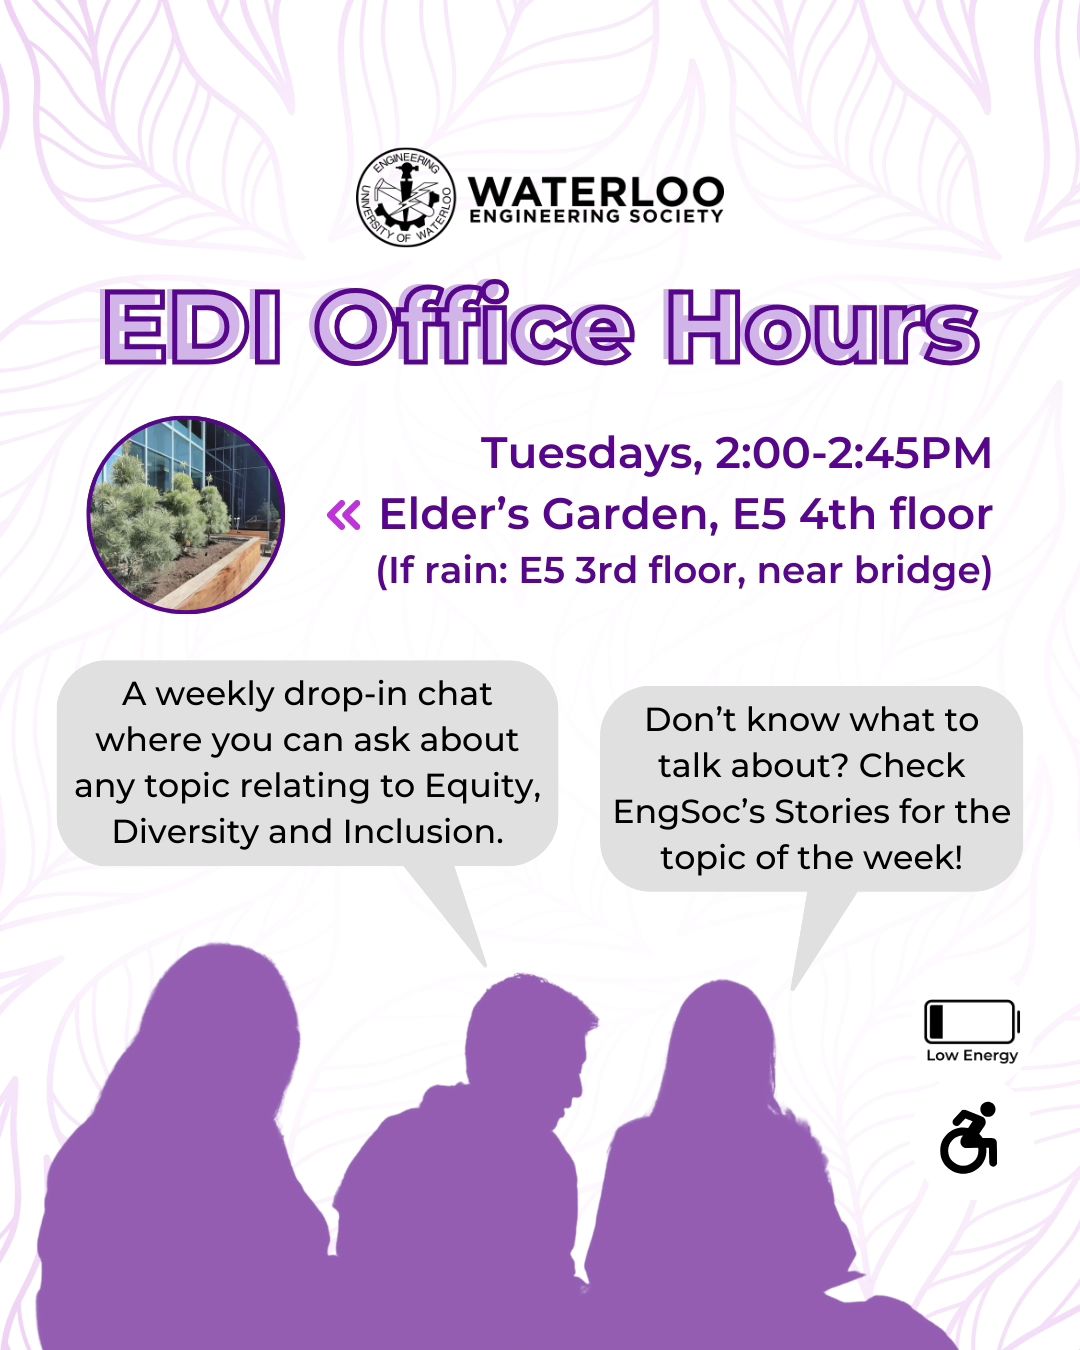 ENGINEERING
UNIVERSITY OF WATERLOO
WATERLOO
ENGINEERING SOCIETY
EDI Office Hours
Tuesdays, 2:00-2:45PM
« Elder’s Garden, E5 4th floor
(If rain: E5 3rd floor, near bridge)
A weekly drop-in chat
where you can ask about
any topic relating to Equity,
Diversity and Inclusion.
Don’t know what to
talk about? Check
EngSoc’s Stories for the
topic of the week!
Low Energy